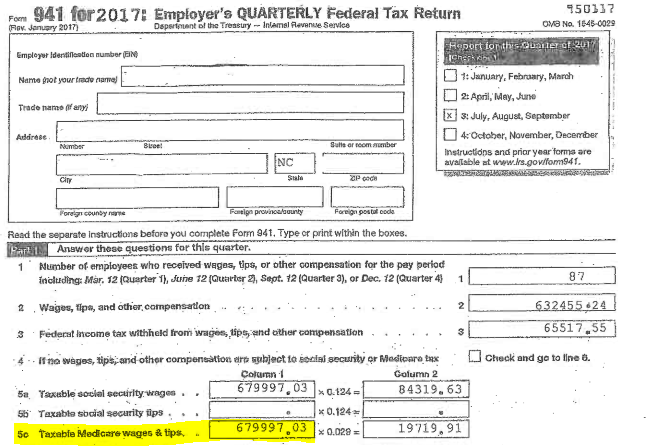 Form 941 for 2017: Employer's QUARTERLY Federal Tax Return 950117
(Rev. January 2017) Department of the Treasury — Internal Revenue Service OMB No. 1545-0029
Employer identification number (EIN)
Name (not your trade name)
Trade name (if any)
Address
Number Street Suite or room number
NC
City State ZIP code
Foreign country name Foreign province/county Foreign postal code
Report for this Quarter of 2017
(Check one.)
1: January, February, March
2: April, May, June
x 3: July, August, September
4: October, November, December
Instructions and prior year forms are
available at www.irs.gov/form941.
Read the separate instructions before you complete Form 941. Type or print within the boxes.
Part 1: Answer these questions for this quarter.
1 Number of employees who received wages, tips, or other compensation for the pay period
including: Mar. 12 (Quarter 1), June 12 (Quarter 2), Sept. 12 (Quarter 3), or Dec. 12 (Quarter 4) 1 87
2 Wages, tips, and other compensation 2 632455.24
3 Federal income tax withheld from wages, tips, and other compensation 3 65517.55
4 If no wages, tips, and other compensation are subject to social security or Medicare tax Check and go to line 6.
Column 1 Column 2
5a Taxable social security wages . . 679997.03 × 0.124 = 84319.63
5b Taxable social security tips . . . . × 0.124 = .
5c Taxable Medicare wages & tips. . 679997.03 × 0.029 = 19719.91